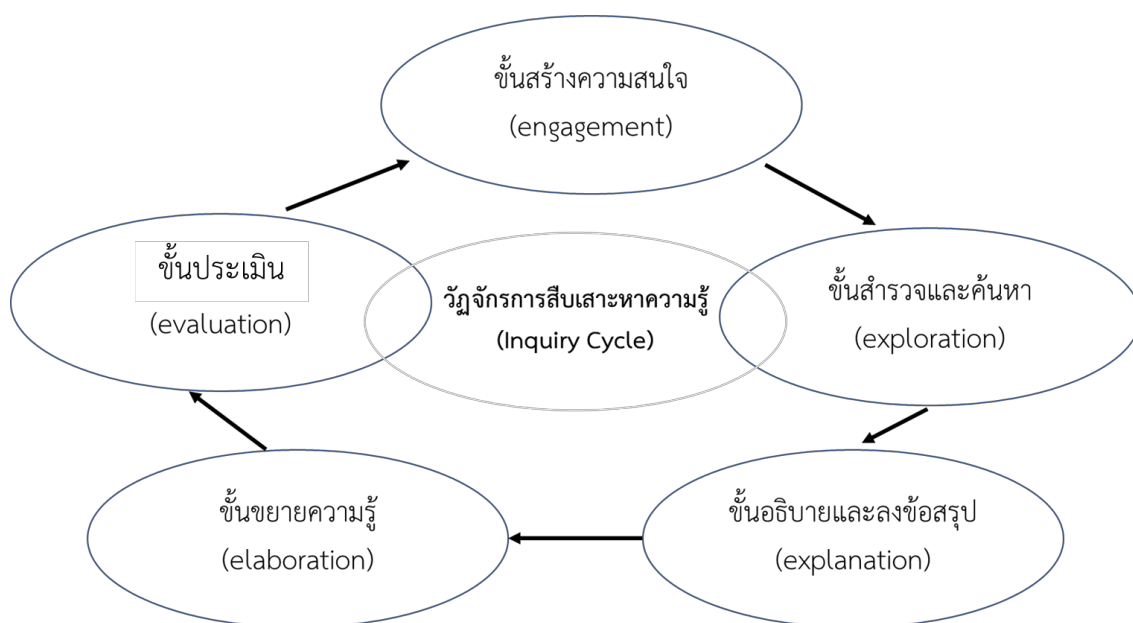 ขั้นสร้างความสนใจ
(engagement)
ขั้นประเมิน
(evaluation)
วัฏจักรการสืบเสาะหาความรู้
(Inquiry Cycle)
ขั้นสำรวจและค้นหา
(exploration)
ขั้นขยายความรู้
(elaboration)
ขั้นอธิบายและลงข้อสรุป
(explanation)